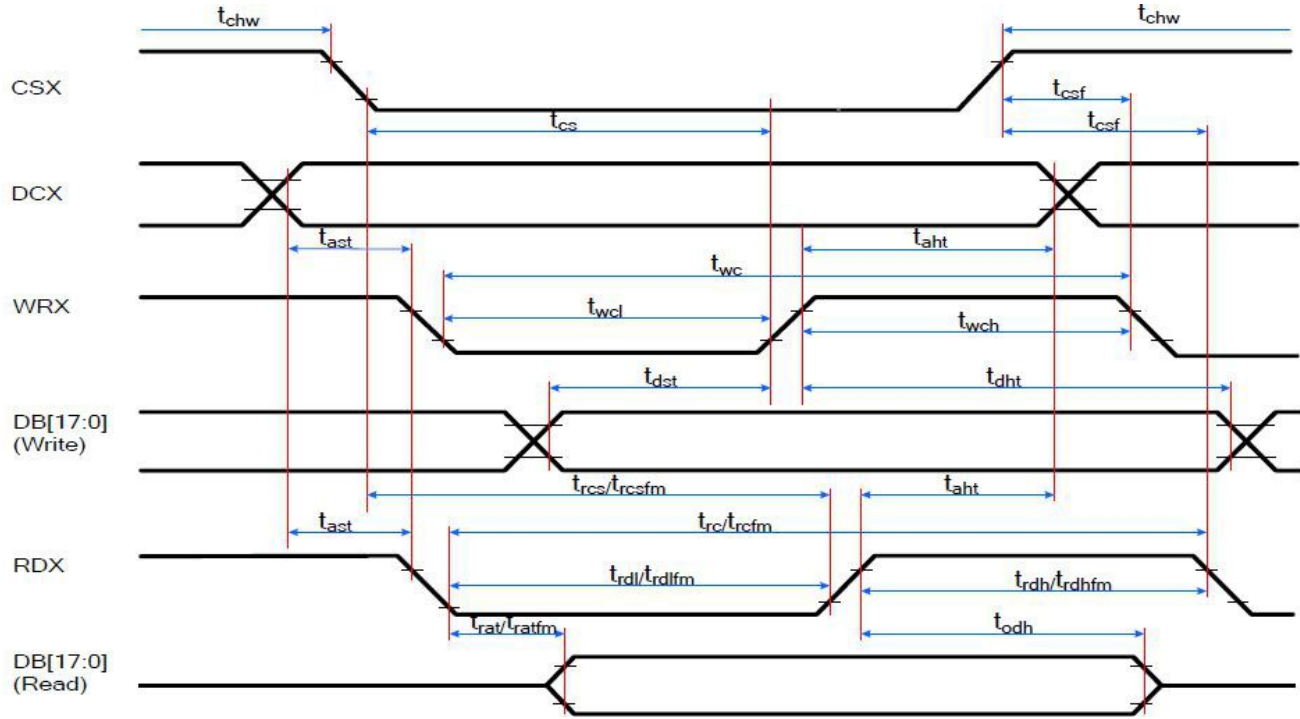 tchw
tchw
CSX
tcsf
tcs
tcsf
DCX
tast
taht
twc
WRX
twcl
twch
tdst
tdht
DB[17:0]
(Write)
trcs/trcsfm
taht
tast
trc/trcfm
RDX
trdl/trdlfm
trdh/trdhfm
trat/tratfm
todh
DB[17:0]
(Read)